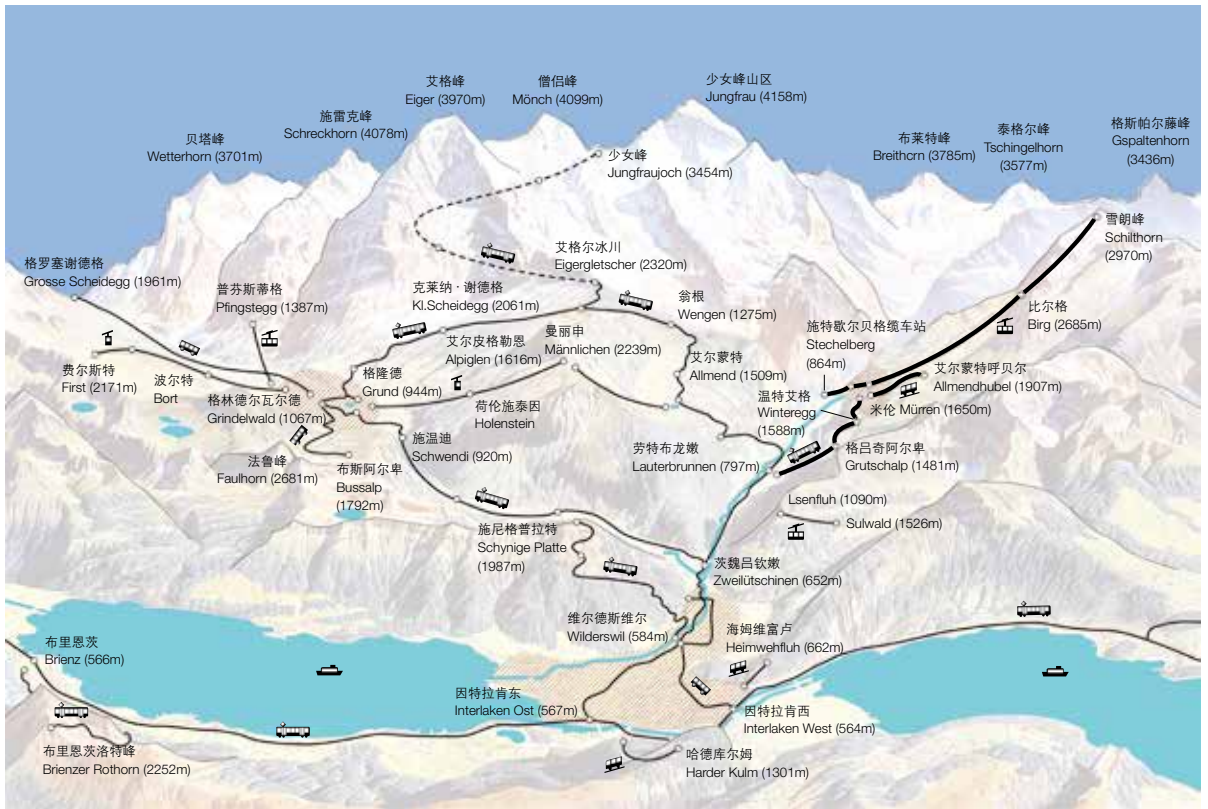 艾格峰
Eiger (3970m)
僧侣峰
Mönch (4099m)
少女峰山区
Jungfrau (4158m)
施雷克峰
Schreckhorn (4078m)
贝塔峰
Wetterhorn (3701m)
布莱特峰
Breithcrn (3785m)
泰格尔峰
Tschingelhorn
(3577m)
格斯帕尔藤峰
Gspaltenhorn
(3436m)
少女峰
Jungfraujoch (3454m)
雪朗峰
Schilthorn
(2970m)
艾格尔冰川
Eigergletscher (2320m)
格罗塞谢德格
Grosse Scheidegg (1961m)
普芬斯蒂格
Pfingstegg (1387m)
克莱纳·谢德格
Kl.Scheidegg (2061m)
翁根
Wengen (1275m)
比尔格
Birg (2685m)
施特歇尔贝格缆车站
Stechelberg
(864m)
艾尔皮格勒恩
Alpiglen (1616m)
曼丽申
Männlichen (2239m)
艾尔蒙特
Allmend (1509m)
艾尔蒙特呼贝尔
Allmendhubel (1907m)
费尔斯特
First (2171m)
波尔特
Bort
格林德尔瓦尔德
Grindelwald (1067m)
格隆德
Grund (944m)
荷伦施泰因
Holenstein
温特艾格
Winteregg
(1588m)
米伦 Mürren (1650m)
施温迪
Schwendi (920m)
劳特布龙嫩
Lauterbrunnen (797m)
格吕奇阿尔卑
Grutschalp (1481m)
法鲁峰
Faulhorn (2681m)
布斯阿尔卑
Bussalp
(1792m)
Lsenfluh (1090m)
Sulwald (1526m)
施尼格普拉特
Schynige Platte
(1987m)
茨魏吕钦嫩
Zweilütschinen (652m)
维尔德斯维尔
Wilderswil (584m)
海姆维富卢
Heimwehfluh (662m)
布里恩茨
Brienz (566m)
因特拉肯东
Interlaken Ost (567m)
因特拉肯西
Interlaken West (564m)
布里恩茨洛特峰
Brienzer Rothorn (2252m)
哈德库尔姆
Harder Kulm (1301m)